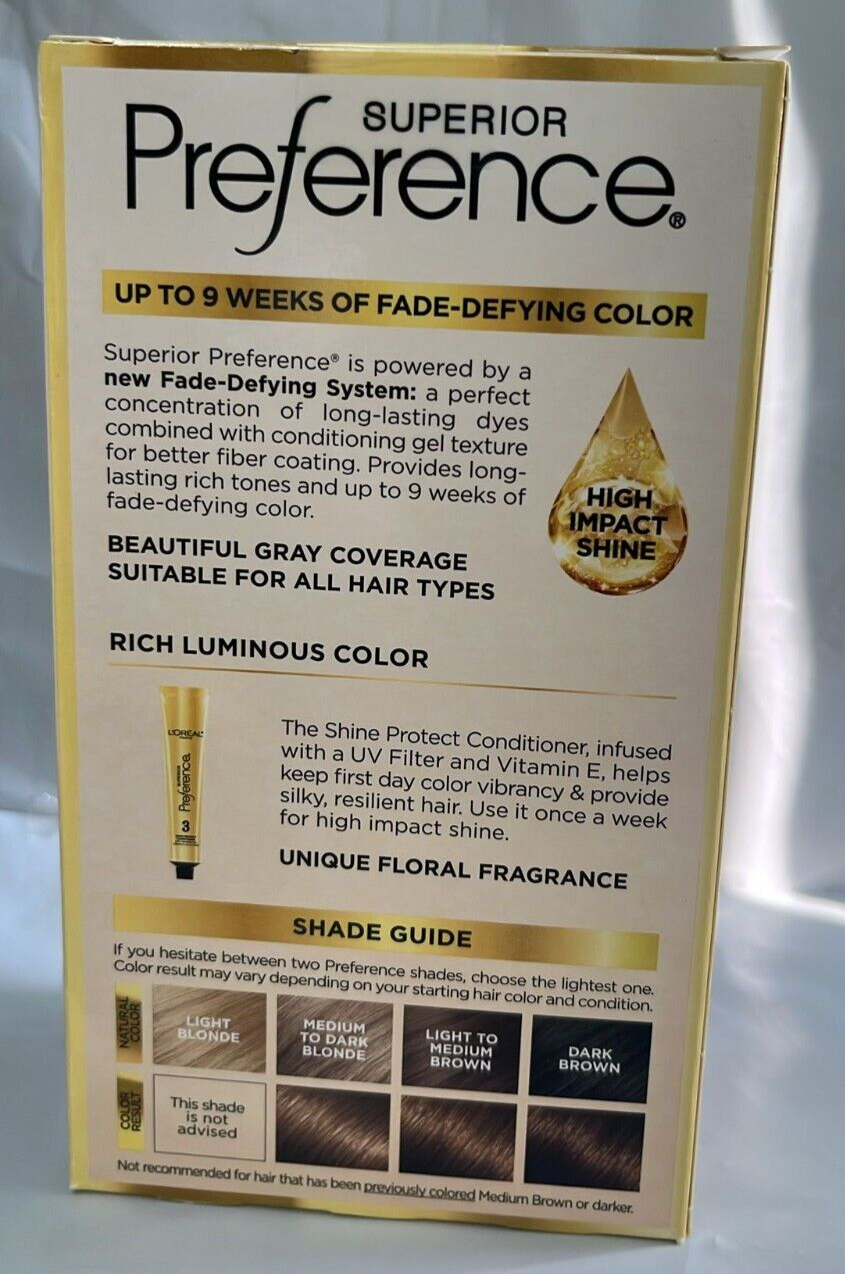 SUPERIOR
Preference®
UP TO 9 WEEKS OF FADE-DEFYING COLOR
Superior Preference® is powered by a
new Fade-Defying System: a perfect
concentration of long-lasting dyes
combined with conditioning gel texture
for better fiber coating. Provides long-
lasting rich tones and up to 9 weeks of
fade-defying color.
HIGH
IMPACT
SHINE
BEAUTIFUL GRAY COVERAGE
SUITABLE FOR ALL HAIR TYPES
RICH LUMINOUS COLOR
L'ORÉAL
PARIS
SUPERIOR
Preference.
3
The Shine Protect Conditioner, infused
with a UV Filter and Vitamin E, helps
keep first day color vibrancy & provide
silky, resilient hair. Use it once a week
for high impact shine.
UNIQUE FLORAL FRAGRANCE
SHADE GUIDE
If you hesitate between two Preference shades, choose the lightest one.
Color result may vary depending on your starting hair color and condition.
NATURAL
COLOR
LIGHT
BLONDE
MEDIUM
TO DARK
BLONDE
LIGHT TO
MEDIUM
BROWN
DARK
BROWN
COLOR
RESULT
This shade
is not
advised
Not recommended for hair that has been previously colored Medium Brown or darker.